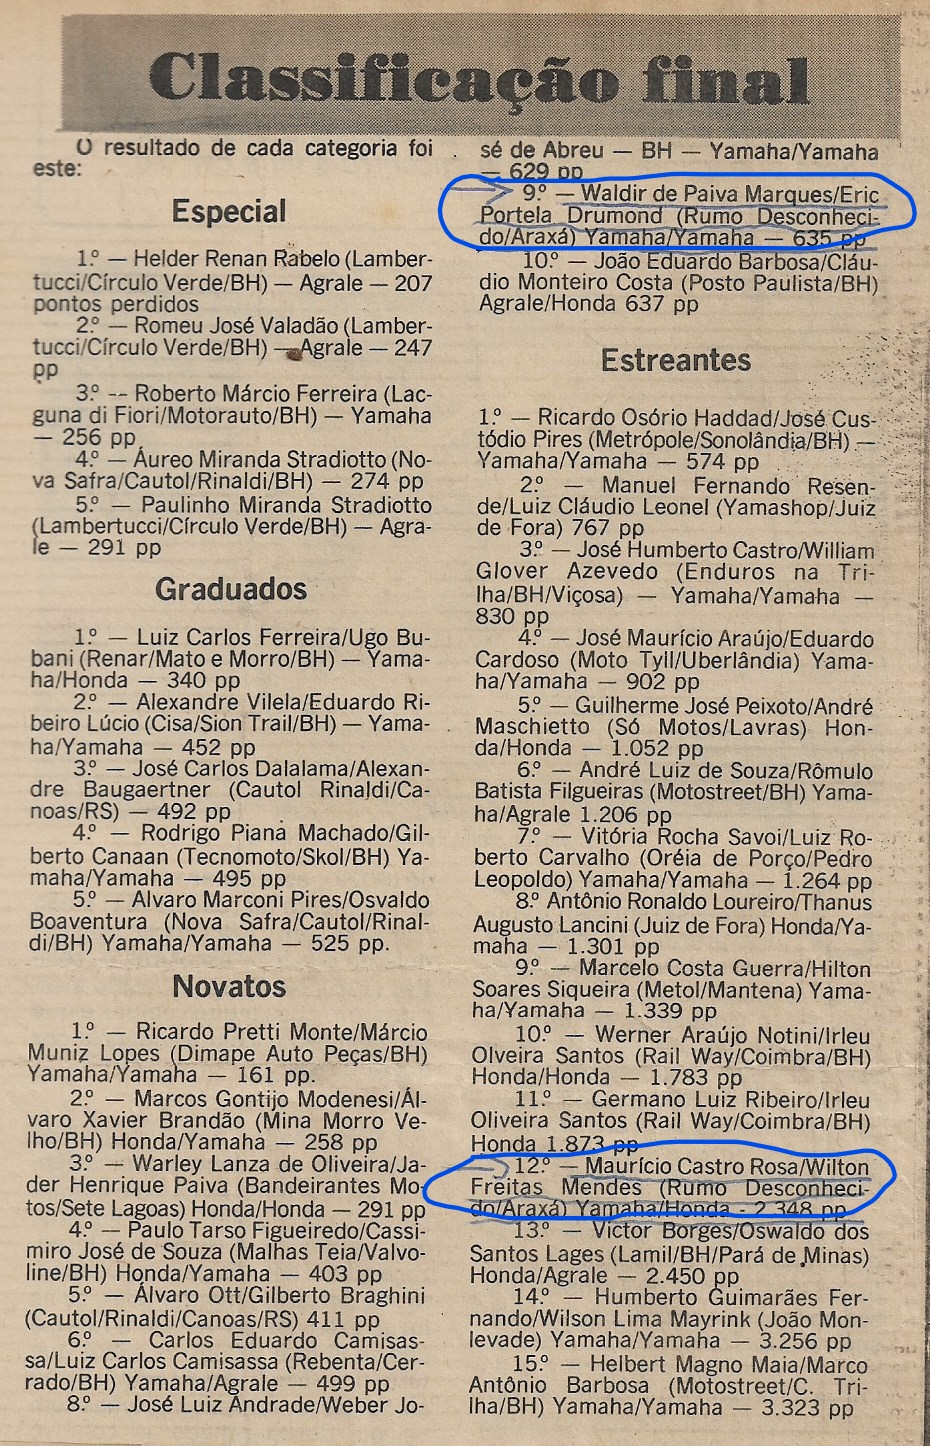 Classificação final
O resultado de cada categoria foi
este:
Especial
1.º — Helder Renan Rabelo (Lamber-
tucci/Círculo Verde/BH) — Agrale — 207
pontos perdidos
2.º — Romeu José Valadão (Lamber-
tucci/Círculo Verde/BH) — Agrale — 247
pp
3.º -- Roberto Márcio Ferreira (Lac-
guna di Fiori/Motorauto/BH) — Yamaha
— 256 pp.
4.º — Áureo Miranda Stradiotto (No-
va Safra/Cautol/Rinaldi/BH) — 274 pp
5.º — Paulinho Miranda Stradiotto
(Lambertucci/Círculo Verde/BH) — Agra-
le — 291 pp
Graduados
1.º — Luiz Carlos Ferreira/Ugo Bu-
bani (Renar/Mato e Morro/BH) — Yama-
ha/Honda — 340 pp
2.º — Alexandre Vilela/Eduardo Ri-
beiro Lúcio (Cisa/Sion Trail/BH) — Yama-
ha/Yamaha — 452 pp
3.º — José Carlos Dalalama/Alexan-
dre Baugaertner (Cautol Rinaldi/Ca-
noas/RS) — 492 pp
4.º — Rodrigo Piana Machado/Gil-
berto Canaan (Tecnomoto/Skol/BH) Ya-
maha/Yamaha — 495 pp
5.º — Alvaro Marconi Pires/Osvaldo
Boaventura (Nova Safra/Cautol/Rinal-
di/BH) Yamaha/Yamaha — 525 pp.
Novatos
1.º — Ricardo Pretti Monte/Márcio
Muniz Lopes (Dimape Auto Peças/BH)
Yamaha/Yamaha — 161 pp.
2.º — Marcos Gontijo Modenesi/Ál-
varo Xavier Brandão (Mina Morro Ve-
lho/BH) Honda/Yamaha — 258 pp
3.º — Warley Lanza de Oliveira/Ja-
der Henrique Paiva (Bandeirantes Mo-
tos/Sete Lagoas) Honda/Honda — 291 pp
4.º — Paulo Tarso Figueiredo/Cassi-
miro José de Souza (Malhas Teia/Valvo-
line/BH) Honda/Yamaha — 403 pp
5.º — Álvaro Ott/Gilberto Braghini
(Cautol/Rinaldi/Canoas/RS) 411 pp
6.º — Carlos Eduardo Camisas-
sa/Luiz Carlos Camisassa (Rebenta/Cer-
rado/BH) Yamaha/Agrale — 499 pp
8.º — José Luiz Andrade/Weber Jo-
sé de Abreu — BH — Yamaha/Yamaha
— 629 pp
9.º — Waldir de Paiva Marques/Eric
Portela Drumond (Rumo Desconheci-
do/Araxá) Yamaha/Yamaha — 635 pp
10.º — João Eduardo Barbosa/Cláu-
dio Monteiro Costa (Posto Paulista/BH)
Agrale/Honda 637 pp
Estreantes
1.º — Ricardo Osório Haddad/José Cus-
tódio Pires (Metrópole/Sonolândia/BH) —
Yamaha/Yamaha — 574 pp
2.º — Manuel Fernando Resen-
de/Luiz Cláudio Leonel (Yamashop/Juiz
de Fora) 767 pp
3.º — José Humberto Castro/William
Glover Azevedo (Enduros na Tri-
lha/BH/Viçosa) — Yamaha/Yamaha —
830 pp
4.º — José Maurício Araújo/Eduardo
Cardoso (Moto Tyll/Uberlândia) Yama-
ha/Yamaha — 902 pp
5.º — Guilherme José Peixoto/André
Maschietto (Só Motos/Lavras) Hon-
da/Honda — 1.052 pp
6.º — André Luiz de Souza/Rômulo
Batista Filgueiras (Motostreet/BH) Yama-
ha/Agrale 1.206 pp
7.º — Vitória Rocha Savoi/Luiz Ro-
berto Carvalho (Oréia de Porço/Pedro
Leopoldo) Yamaha/Yamaha — 1.264 pp
8.º Antônio Ronaldo Loureiro/Thanus
Augusto Lancini (Juiz de Fora) Honda/Ya-
maha — 1.301 pp
9.º — Marcelo Costa Guerra/Hilton
Soares Siqueira (Metol/Mantena) Yama-
ha/Yamaha — 1.339 pp
10.º — Werner Araújo Notini/Irleu
Olveira Santos (Rail Way/Coimbra/BH)
Honda/Honda — 1.783 pp
11.º — Germano Luiz Ribeiro/Irleu
Oliveira Santos (Rail Way/Coimbra/BH)
Honda 1.873 pp
12.º — Maurício Castro Rosa/Wilton
Freitas Mendes (Rumo Desconheci-
do/Araxá) Yamaha/Honda - 2.348 pp
13.º — Victor Borges/Oswaldo dos
Santos Lages (Lamil/BH/Pará de Minas)
Honda/Agrale — 2.450 pp
14.º — Humberto Guimarães Fer-
nando/Wilson Lima Mayrink (João Mon-
levade) Yamaha/Yamaha — 3.256 pp
15.º — Helbert Magno Maia/Marco
Antônio Barbosa (Motostreet/C. Tri-
lha/BH) Yamaha/Yamaha — 3.323 pp